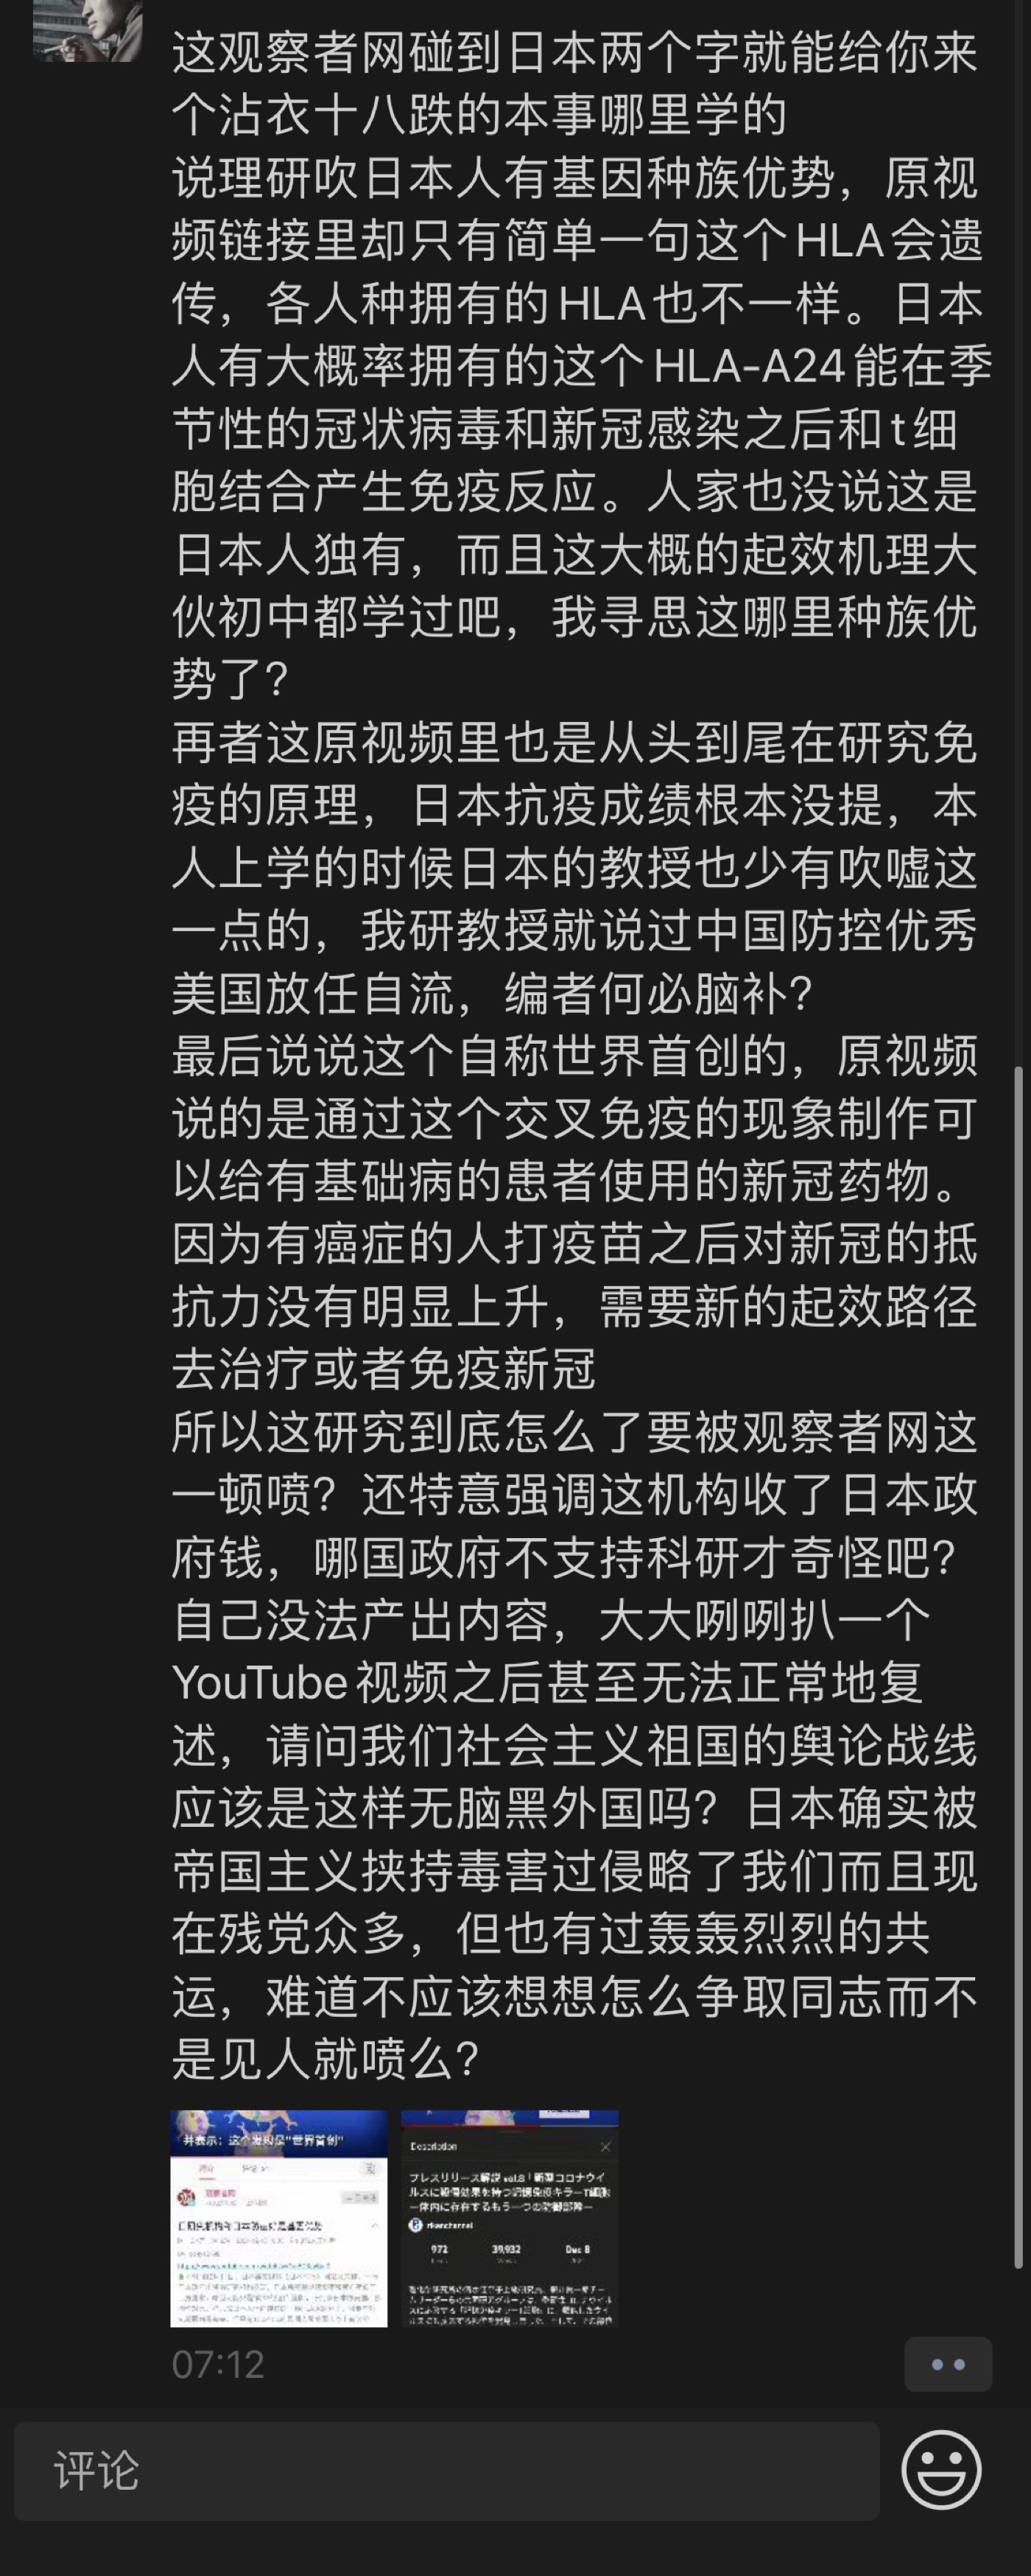 这观察者网碰到日本两个字就能给你来
个沾衣十八跌的本事哪里学的
说理研吹日本人有基因种族优势，原视
频链接里却只有简单一句这个HLA会遗
传，各人种拥有的HLA也不一样。日本
人有大概率拥有的这个HLA-A24能在季
节性的冠状病毒和新冠感染之后和t细
胞结合产生免疫反应。人家也没说这是
日本人独有，而且这大概的起效机理大
伙初中都学过吧，我寻思这哪里种族优
势了？
再者这原视频里也是从头到尾在研究免
疫的原理，日本抗疫成绩根本没提，本
人上学的时候日本的教授也少有吹嘘这
一点的，我研教授就说过中国防控优秀
美国放任自流，编者何必脑补？
最后说说这个自称世界首创的，原视频
说的是通过这个交叉免疫的现象制作可
以给有基础病的患者使用的新冠药物。
因为有癌症的人打疫苗之后对新冠的抵
抗力没有明显上升，需要新的起效路径
去治疗或者免疫新冠
所以这研究到底怎么了要被观察者网这
一顿喷？还特意强调这机构收了日本政
府钱，哪国政府不支持科研才奇怪吧？
自己没法产出内容，大大咧咧扒一个
YouTube视频之后甚至无法正常地复
述，请问我们社会主义祖国的舆论战线
应该是这样无脑黑外国吗？日本确实被
帝国主义挟持毒害过侵略了我们而且现
在残党众多，但也有过轰轰烈烈的共
运，难道不应该想想怎么争取同志而不
是见人就喷么？
并表示：这个发现是"世界首创"
Description
プレスリリース解説 vol.8「新型コロナウイ
ルスに殺傷効果を持つ記憶免疫キラーT細胞
－体内に存在するもう一つの防御部隊－
rikenchannel
972
39,932
Dec 8
07:12
评论